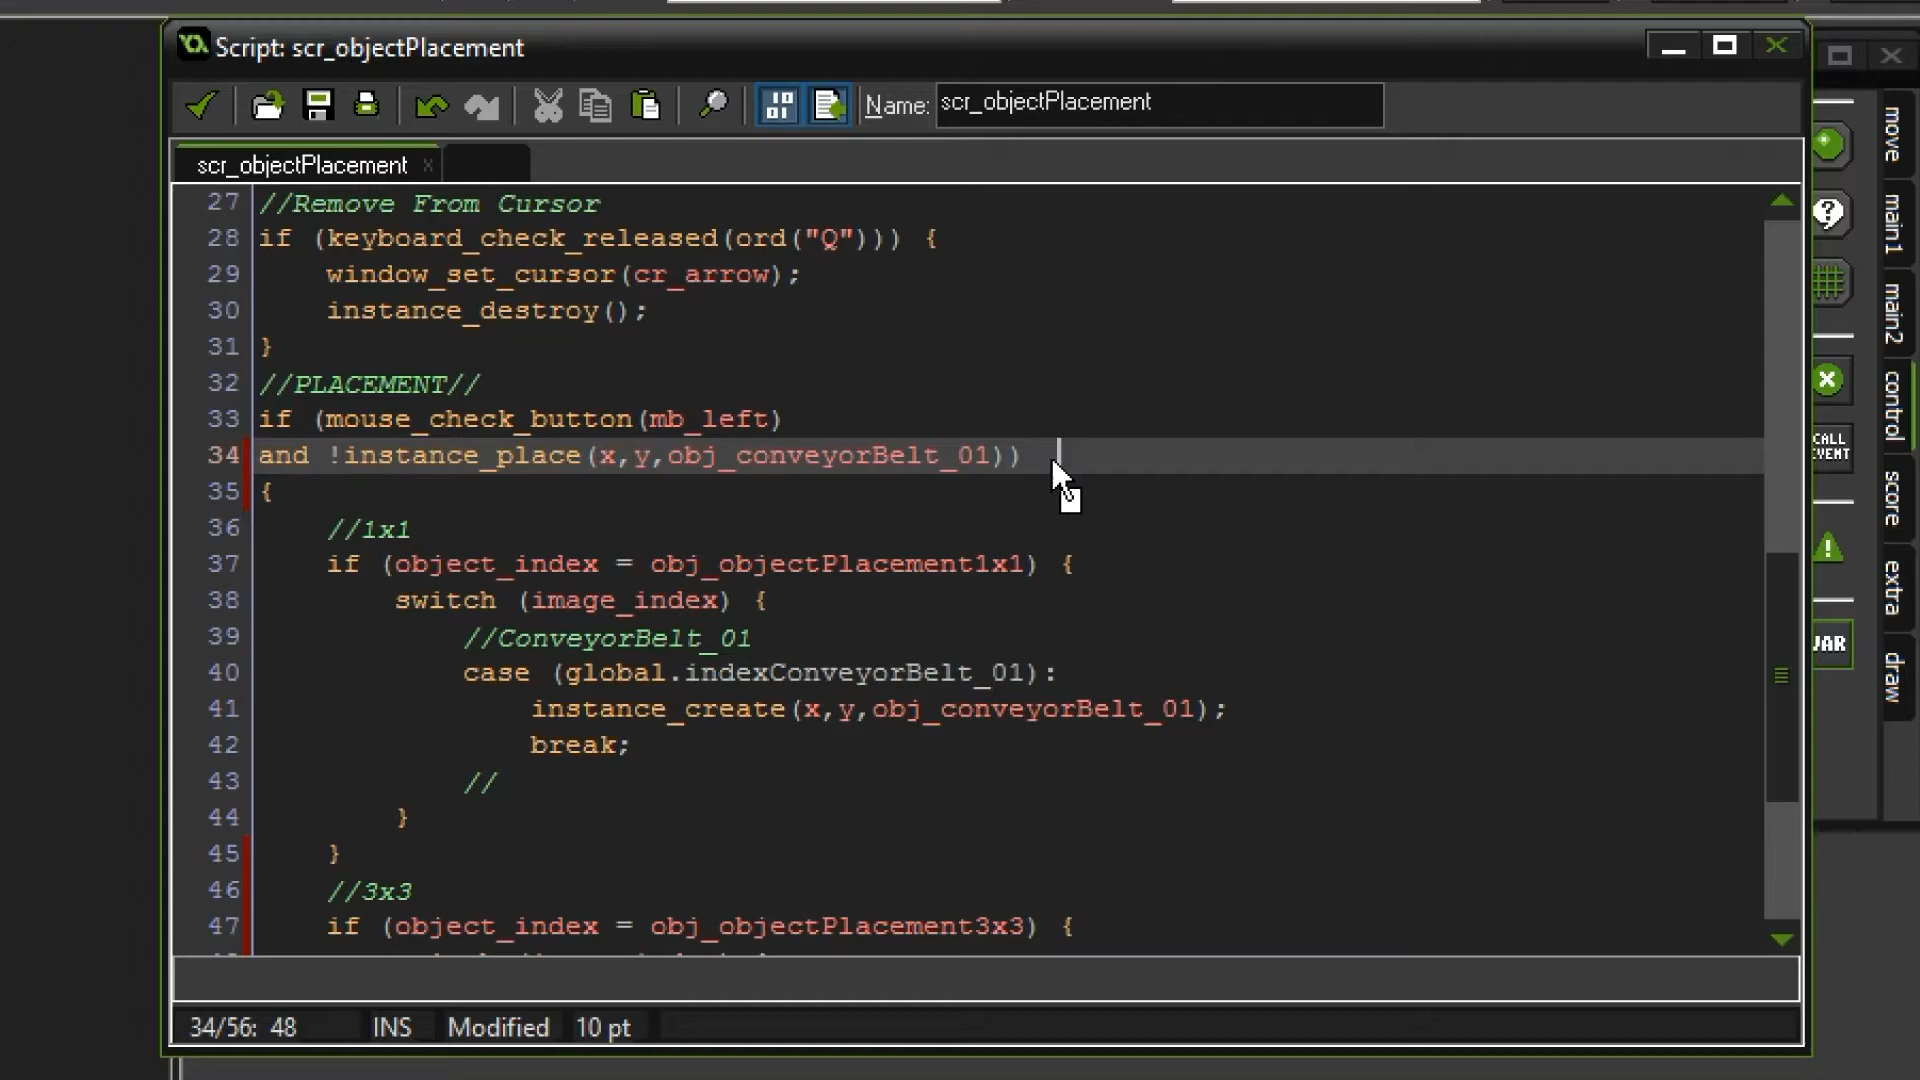 Script: scr_objectPlacement
Name: scr_objectPlacement
scr_objectPlacement x
27 //Remove From Cursor
28 if (keyboard_check_released(ord("Q"))) {
29 window_set_cursor(cr_arrow);
30 instance_destroy();
31 }
32 //PLACEMENT//
33 if (mouse_check_button(mb_left)
34 and !instance_place(x,y,obj_conveyorBelt_01))
35 {
36 //1x1
37 if (object_index = obj_objectPlacement1x1) {
38 switch (image_index) {
39 //ConveyorBelt_01
40 case (global.indexConveyorBelt_01):
41 instance_create(x,y,obj_conveyorBelt_01);
42 break;
43 //
44 }
45 }
46 //3x3
47 if (object_index = obj_objectPlacement3x3) {
34/56: 48 INS Modified 10 pt
move
main1
main2
control
score
extra
draw
CALL
EVENT
VAR